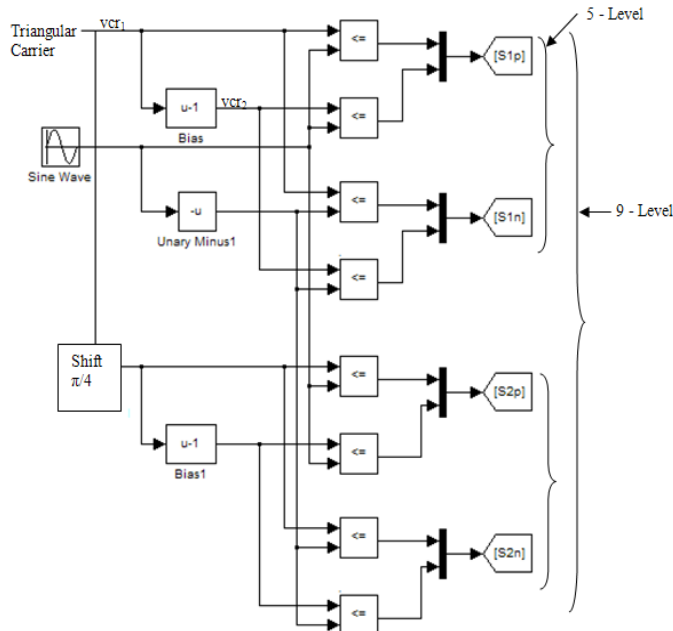 Triangular
Carrier
vcr1
<=
[S1p]
5 - Level
u-1
vcr2
Bias
<=
Sine Wave
<=
[S1n]
9 - Level
-u
Unary Minus1
<=
Shift
π/4
<=
[S2p]
u-1
Bias1
<=
<=
[S2n]
<=